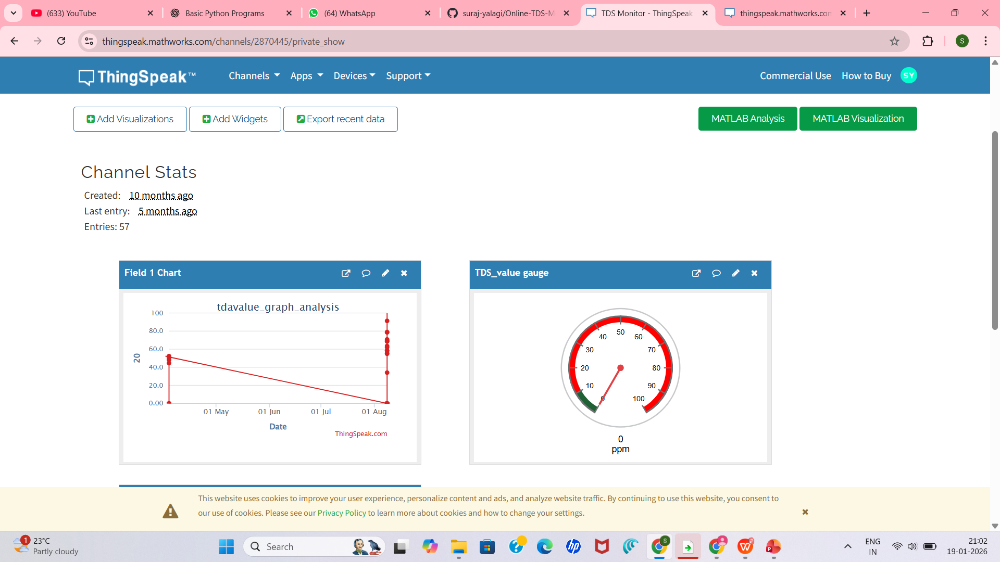 (633) YouTube
Basic Python Programs
(64) WhatsApp
suraj-yalagi/Online-TDS-M
TDS Monitor - ThingSpeak
thingspeak.mathworks.con
thingspeak.mathworks.com/channels/2870445/private_show
S
ThingSpeak™
Channels
Apps
Devices
Support
Commercial Use
How to Buy
SY
Add Visualizations
Add Widgets
Export recent data
MATLAB Analysis
MATLAB Visualization
Channel Stats
Created: 10 months ago
Last entry: 5 months ago
Entries: 57
Field 1 Chart
tdavalue_graph_analysis
100
80.0
60.0
40.0
20.0
0.00
20
01 May
01 Jun
01 Jul
01 Aug
Date
ThingSpeak.com
TDS_value gauge
0
10
20
30
40
50
60
70
80
90
100
0
ppm
This website uses cookies to improve your user experience, personalize content and ads, and analyze website traffic. By continuing to use this website, you consent to
our use of cookies. Please see our Privacy Policy to learn more about cookies and how to change your settings.
1
23°C
Partly cloudy
Search
hp
S
W
P
ENG
IN
21:02
19-01-2026